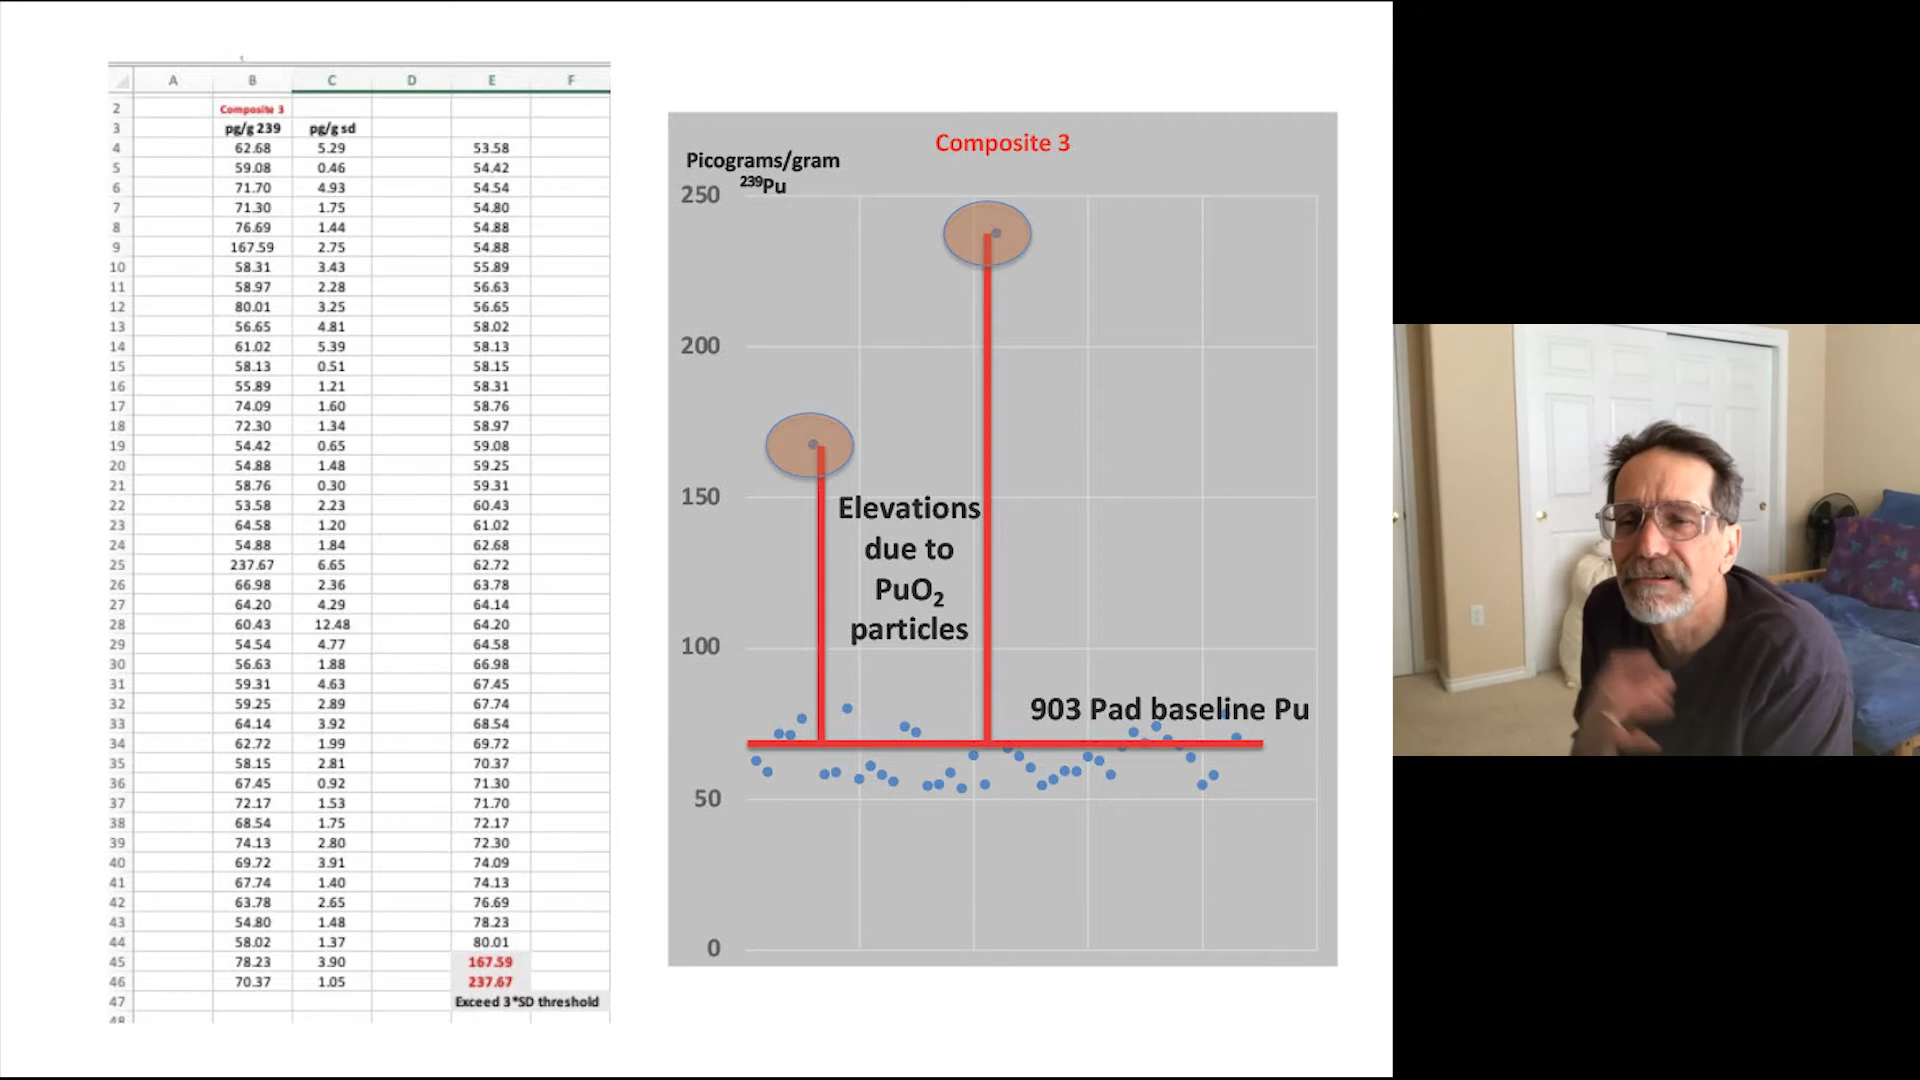 A B C D E F
2 Composite 3
3 pg/g 239 pg/g sd
4 62.68 5.29 53.58
5 59.08 0.46 54.42
6 71.70 4.93 54.54
7 71.30 1.75 54.80
8 76.69 1.44 54.88
9 167.59 2.75 54.88
10 58.31 3.43 55.89
11 58.97 2.28 56.63
12 80.01 3.25 56.65
13 56.65 4.81 58.02
14 61.02 5.39 58.13
15 58.13 0.51 58.15
16 55.89 1.21 58.31
17 74.09 1.60 58.76
18 72.30 1.34 58.97
19 54.42 0.65 59.08
20 54.88 1.48 59.25
21 58.76 0.30 59.31
22 53.58 2.23 60.43
23 64.58 1.20 61.02
24 54.88 1.84 62.68
25 237.67 6.65 62.72
26 66.98 2.36 63.78
27 64.20 4.29 64.14
28 60.43 12.48 64.20
29 54.54 4.77 64.58
30 56.63 1.88 66.98
31 59.31 4.63 67.45
32 59.25 2.89 67.74
33 64.14 3.92 68.54
34 62.72 1.99 69.72
35 58.15 2.81 70.37
36 67.45 0.92 71.30
37 72.17 1.53 71.70
38 68.54 1.75 72.17
39 74.13 2.80 72.30
40 69.72 3.91 74.09
41 67.74 1.40 74.13
42 63.78 2.65 76.69
43 54.80 1.48 78.23
44 58.02 1.37 80.01
45 78.23 3.90 167.59
46 70.37 1.05 237.67
47 Exceed 3*SD threshold
48
Composite 3
Picograms/gram
²³⁹Pu
250
200
150
100
50
0
Elevations
due to
PuO₂
particles
903 Pad baseline Pu